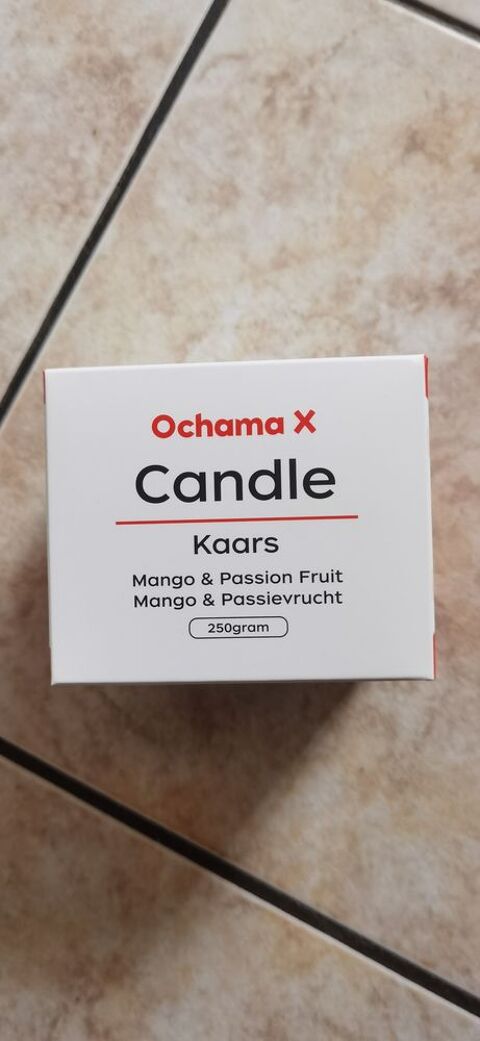 Ochama X
Candle
Kaars
Mango & Passion Fruit
Mango & Passievrucht
250gram